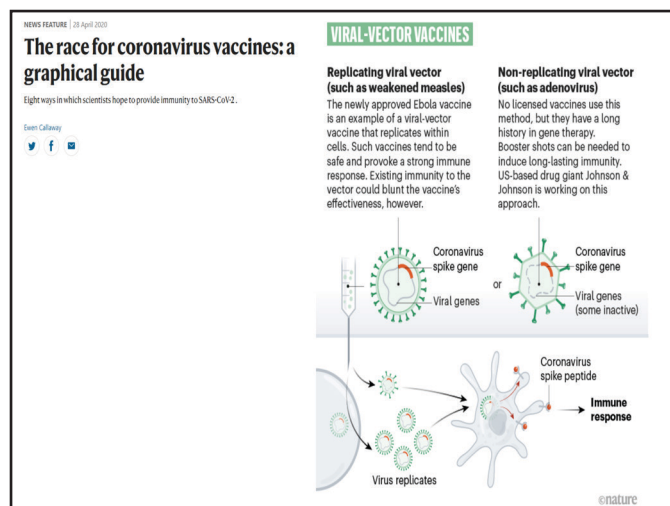 NEWS FEATURE | 28 April 2020
The race for coronavirus vaccines: a
graphical guide
Eight ways in which scientists hope to provide immunity to SARS-CoV-2 .
Ewen Callaway
VIRAL-VECTOR VACCINES
Replicating viral vector
(such as weakened measles)
The newly approved Ebola vaccine
is an example of a viral-vector
vaccine that replicates within
cells. Such vaccines tend to be
safe and provoke a strong immune
response. Existing immunity to the
vector could blunt the vaccine’s
effectiveness, however.
Non-replicating viral vector
(such as adenovirus)
No licensed vaccines use this
method, but they have a long
history in gene therapy.
Booster shots can be needed to
induce long-lasting immunity.
US-based drug giant Johnson &
Johnson is working on this
approach.
Coronavirus
spike gene
Viral genes
or
Coronavirus
spike gene
Viral genes
(some inactive)
Coronavirus
spike peptide
Immune
response
Virus replicates
©nature